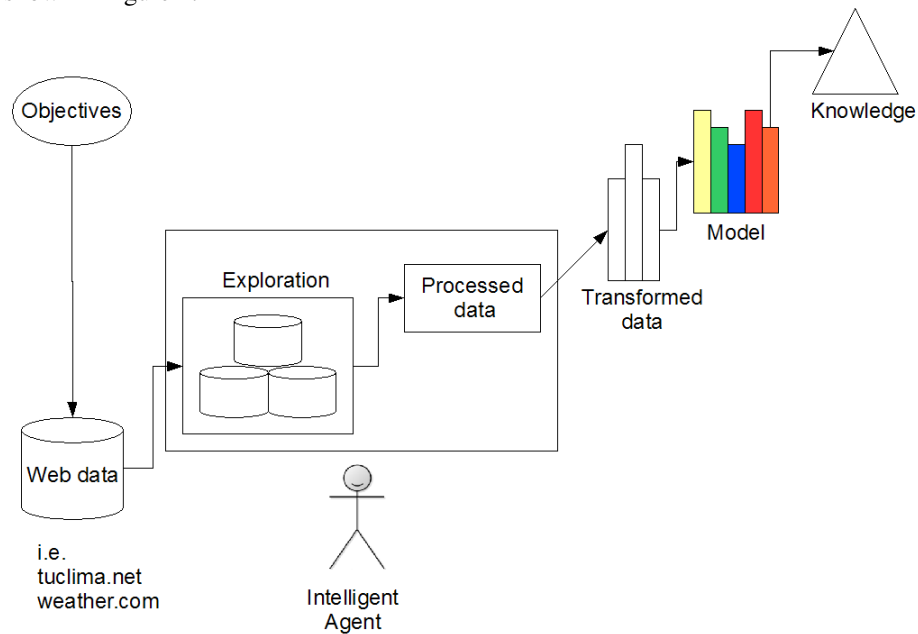 Objectives
Knowledge
Model
Exploration
Processed
data
Transformed
data
Web data
i.e.
tuclima.net
weather.com
Intelligent
Agent